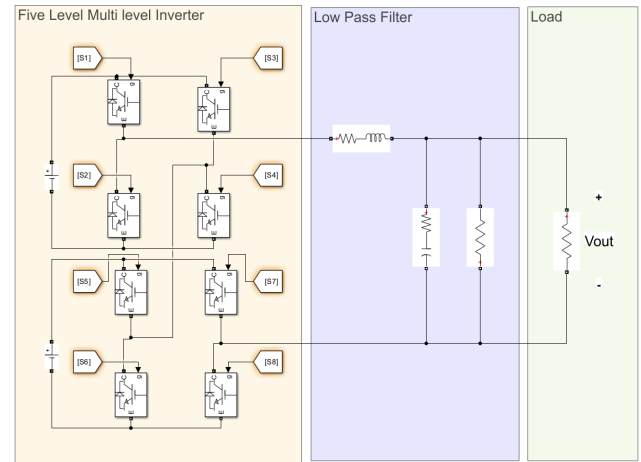 Five Level Multi level Inverter
Low Pass Filter
Load
[S1]
[S3]
g
C
E
g
C
E
+
[S2]
[S4]
g
C
E
g
C
E
+
Vout
-
[S5]
[S7]
g
C
E
g
C
E
+
[S6]
[S8]
g
C
E
g
C
E